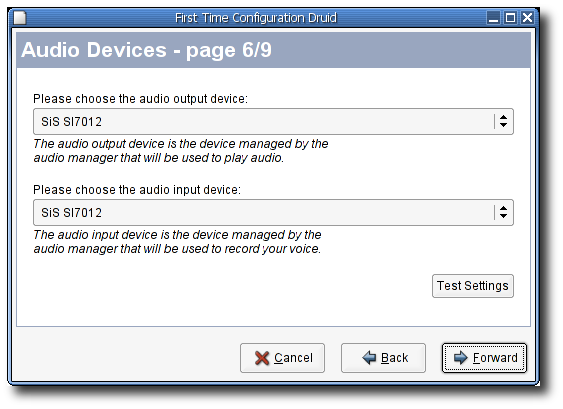 First Time Configuration Druid
Audio Devices - page 6/9
Please choose the audio output device:
SiS SI7012
The audio output device is the device managed by the
audio manager that will be used to play audio.
Please choose the audio input device:
SiS SI7012
The audio input device is the device managed by the
audio manager that will be used to record your voice.
Test Settings
Cancel
Back
Forward